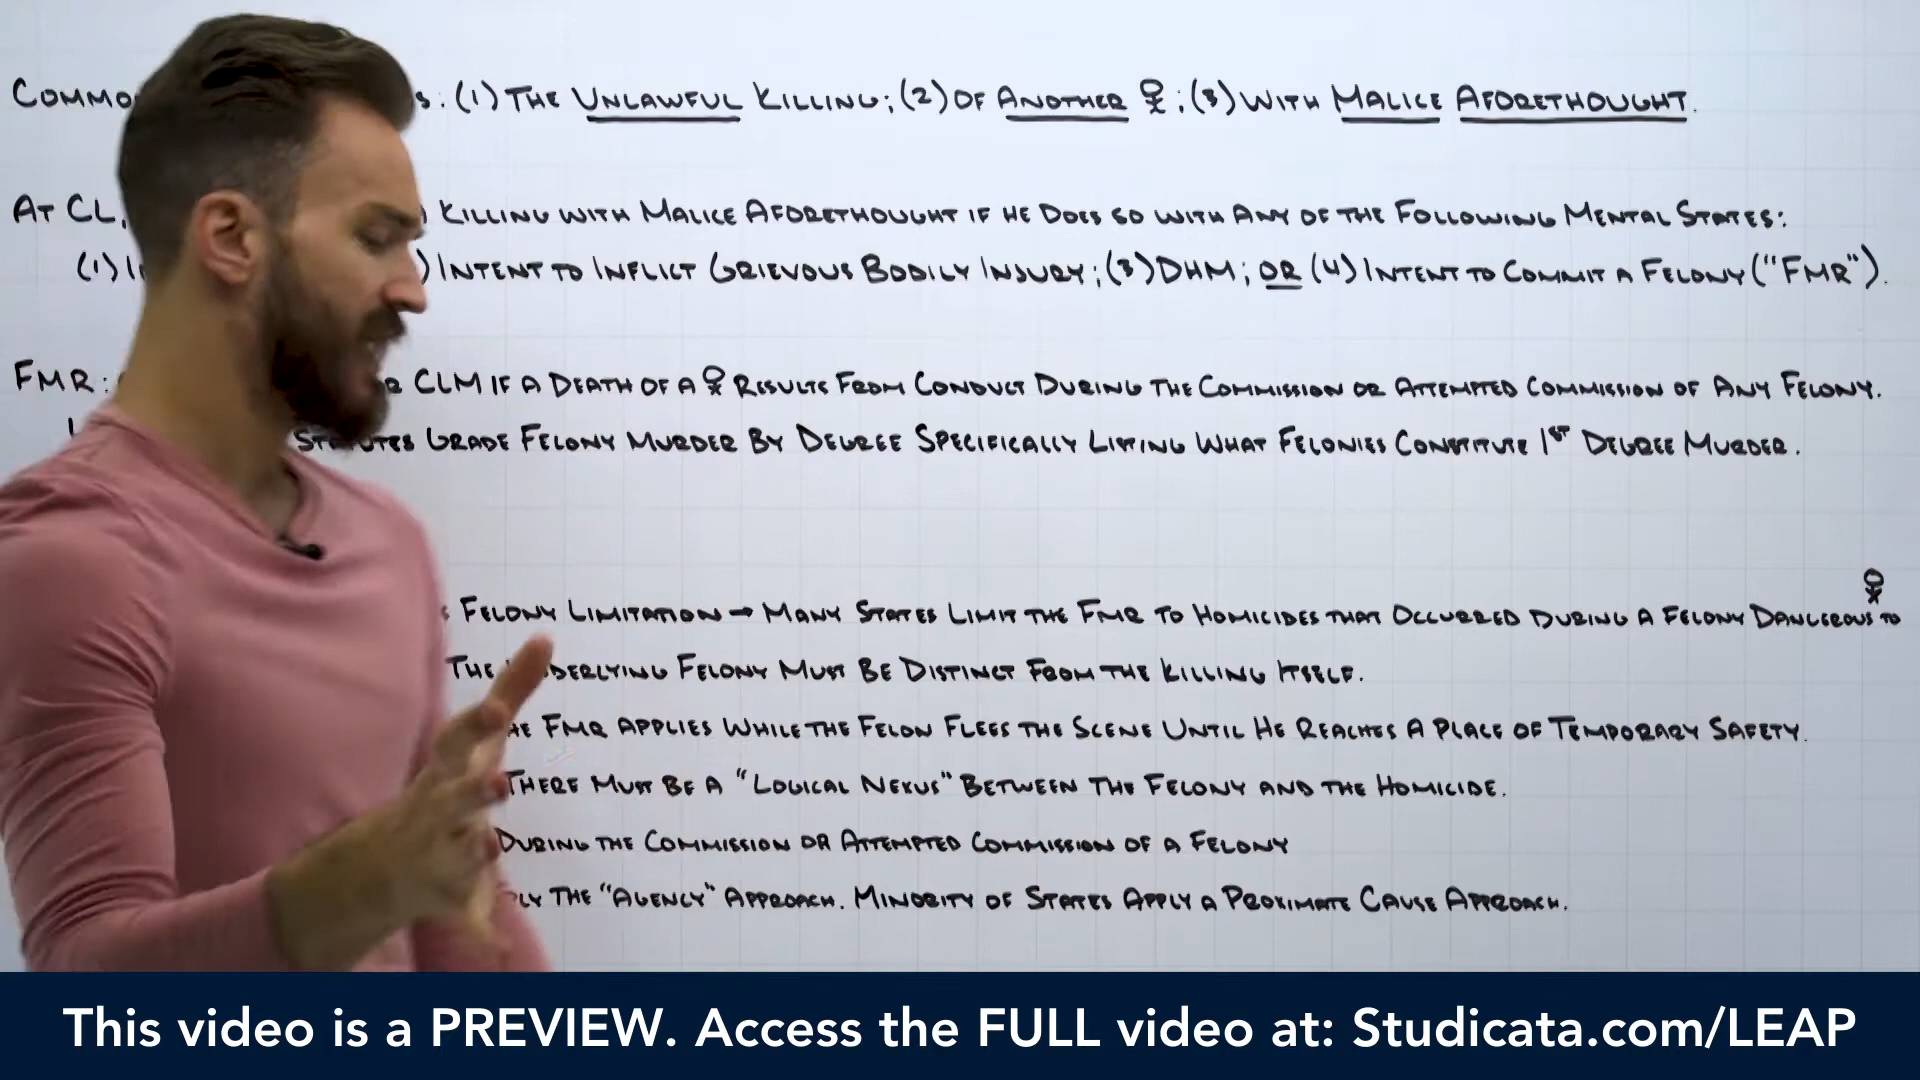 COMMO S: (1) THE UNLAWFUL KILLING; (2) OF ANOTHER; (3) WITH MALICE AFORETHOUGHT.
AT CL, KILLING WITH MALICE AFORETHOUGHT IF HE DOES SO WITH ANY OF THE FOLLOWING MENTAL STATES:
(1) I ) INTENT TO INFLICT GRIEVOUS BODILY INJURY; (3) DHM; OR (4) INTENT TO COMMIT A FELONY ("FMR").
FMR: CLM IF A DEATH OF A RESULTS FROM CONDUCT DURING THE COMMISSION OR ATTEMPTED COMMISSION OF ANY FELONY.
STATUTES GRADE FELONY MURDER BY DEGREE SPECIFICALLY LISTING WHAT FELONIES CONSTITUTE 1ST DEGREE MURDER.
FELONY LIMITATION → MANY STATES LIMIT THE FMR TO HOMICIDES THAT OCCURRED DURING A FELONY DANGEROUS TO
THE UNDERLYING FELONY MUST BE DISTINCT FROM THE KILLING ITSELF.
HE FMR APPLIES WHILE THE FELON FLEES THE SCENE UNTIL HE REACHES A PLACE OF TEMPORARY SAFETY.
THERE MUST BE A "LOGICAL NEXUS" BETWEEN THE FELONY AND THE HOMICIDE.
DURING THE COMMISSION OR ATTEMPTED COMMISSION OF A FELONY
LY THE "AGENCY" APPROACH. MINORITY OF STATES APPLY A PROXIMATE CAUSE APPROACH.
This video is a PREVIEW. Access the FULL video at: Studicata.com/LEAP